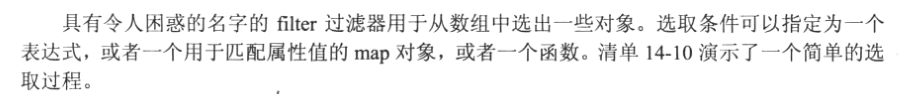 具有令人困惑的名字的 filter 过滤器用于从数组中选出一些对象。选取条件可以指定为一个
表达式，或者一个用于匹配属性值的 map 对象，或者一个函数。清单 14-10 演示了一个简单的选
取过程。